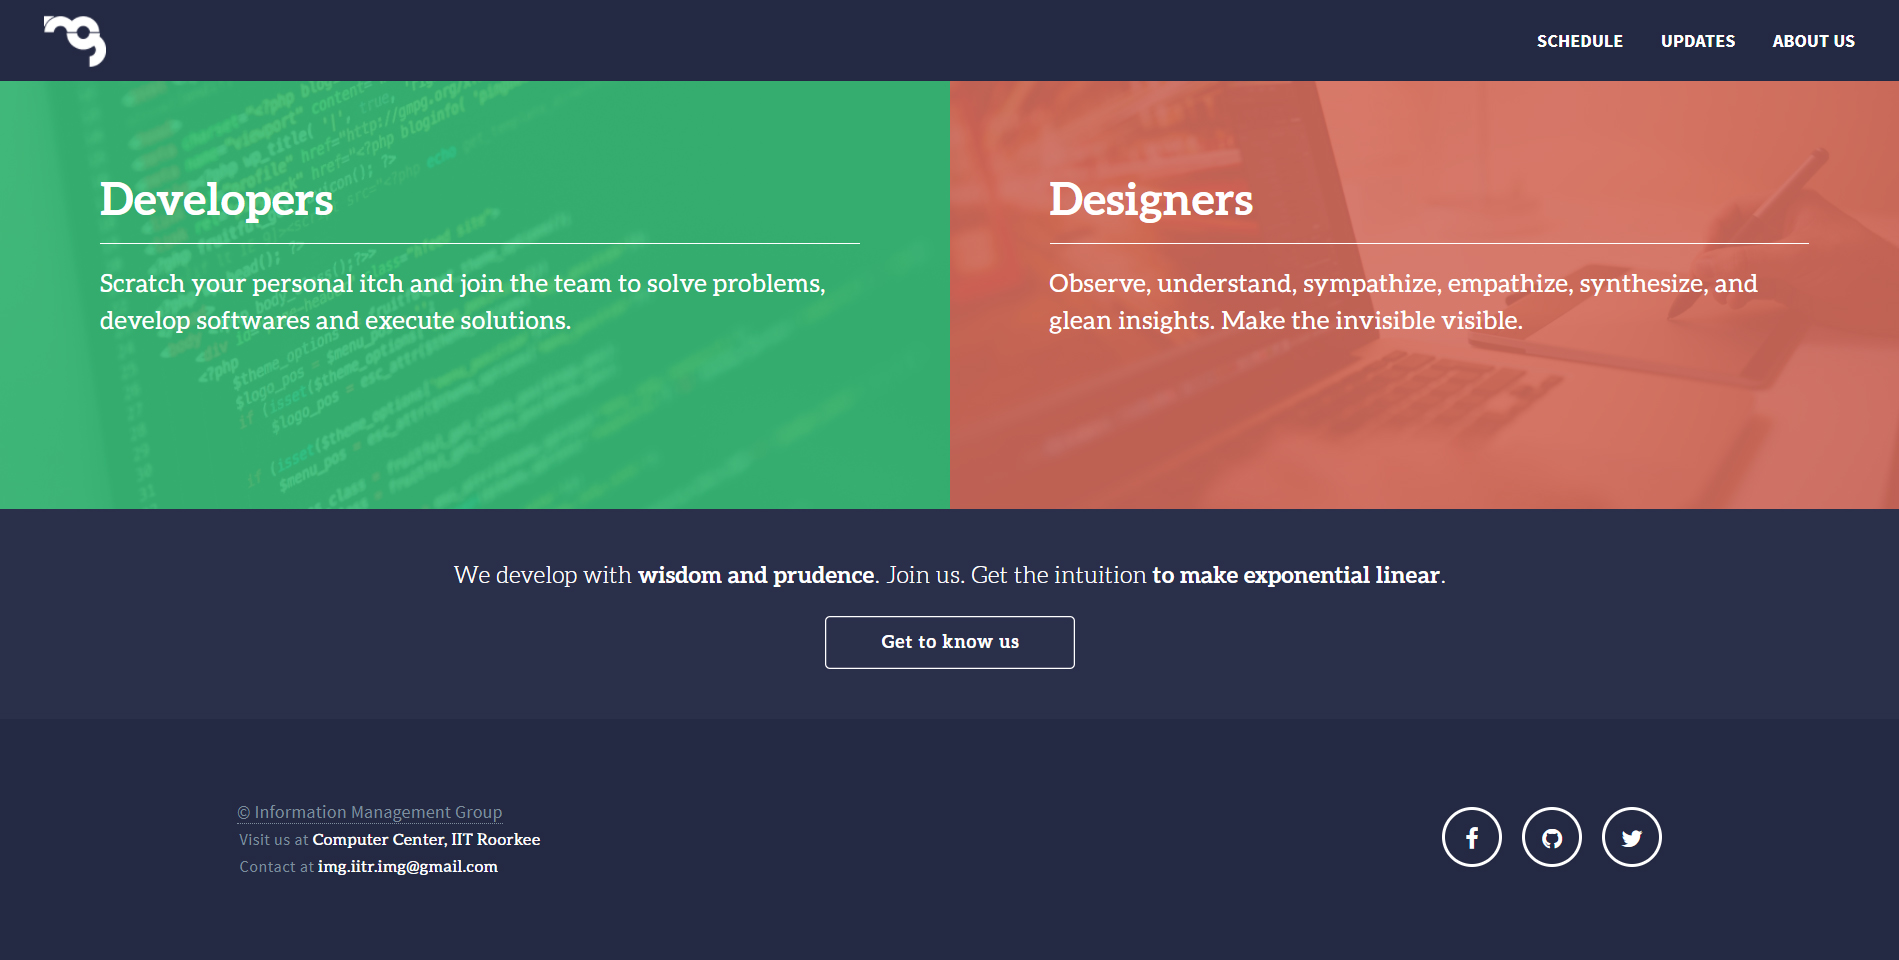 SCHEDULE UPDATES ABOUT US
Developers
Scratch your personal itch and join the team to solve problems,
develop softwares and execute solutions.
Designers
Observe, understand, sympathize, empathize, synthesize, and
glean insights. Make the invisible visible.
We develop with wisdom and prudence. Join us. Get the intuition to make exponential linear.
Get to know us
© Information Management Group
Visit us at Computer Center, IIT Roorkee
Contact at img.iitr.img@gmail.com